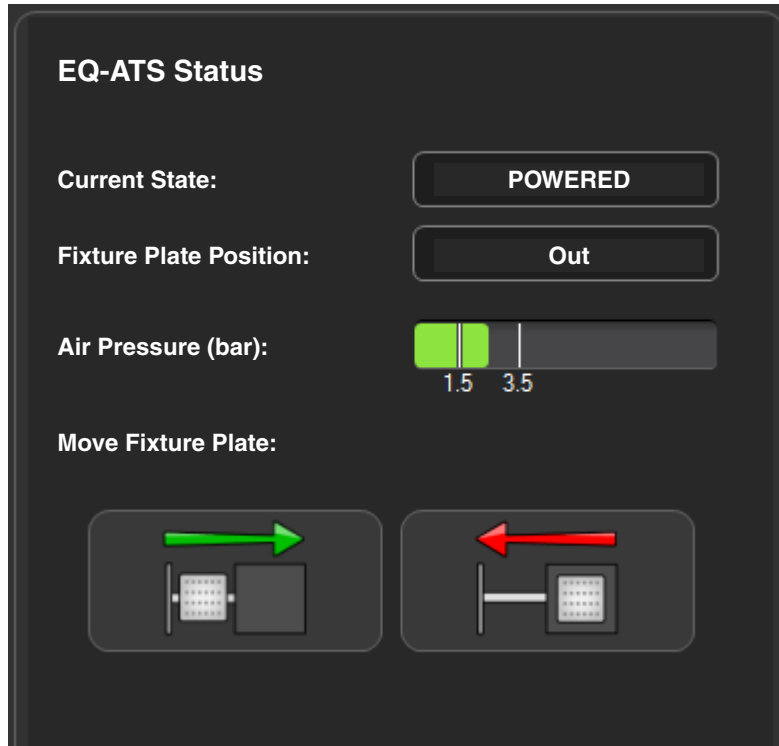 EQ-ATS Status
Current State: POWERED
Fixture Plate Position: Out
Air Pressure (bar):
1.5 3.5
Move Fixture Plate: